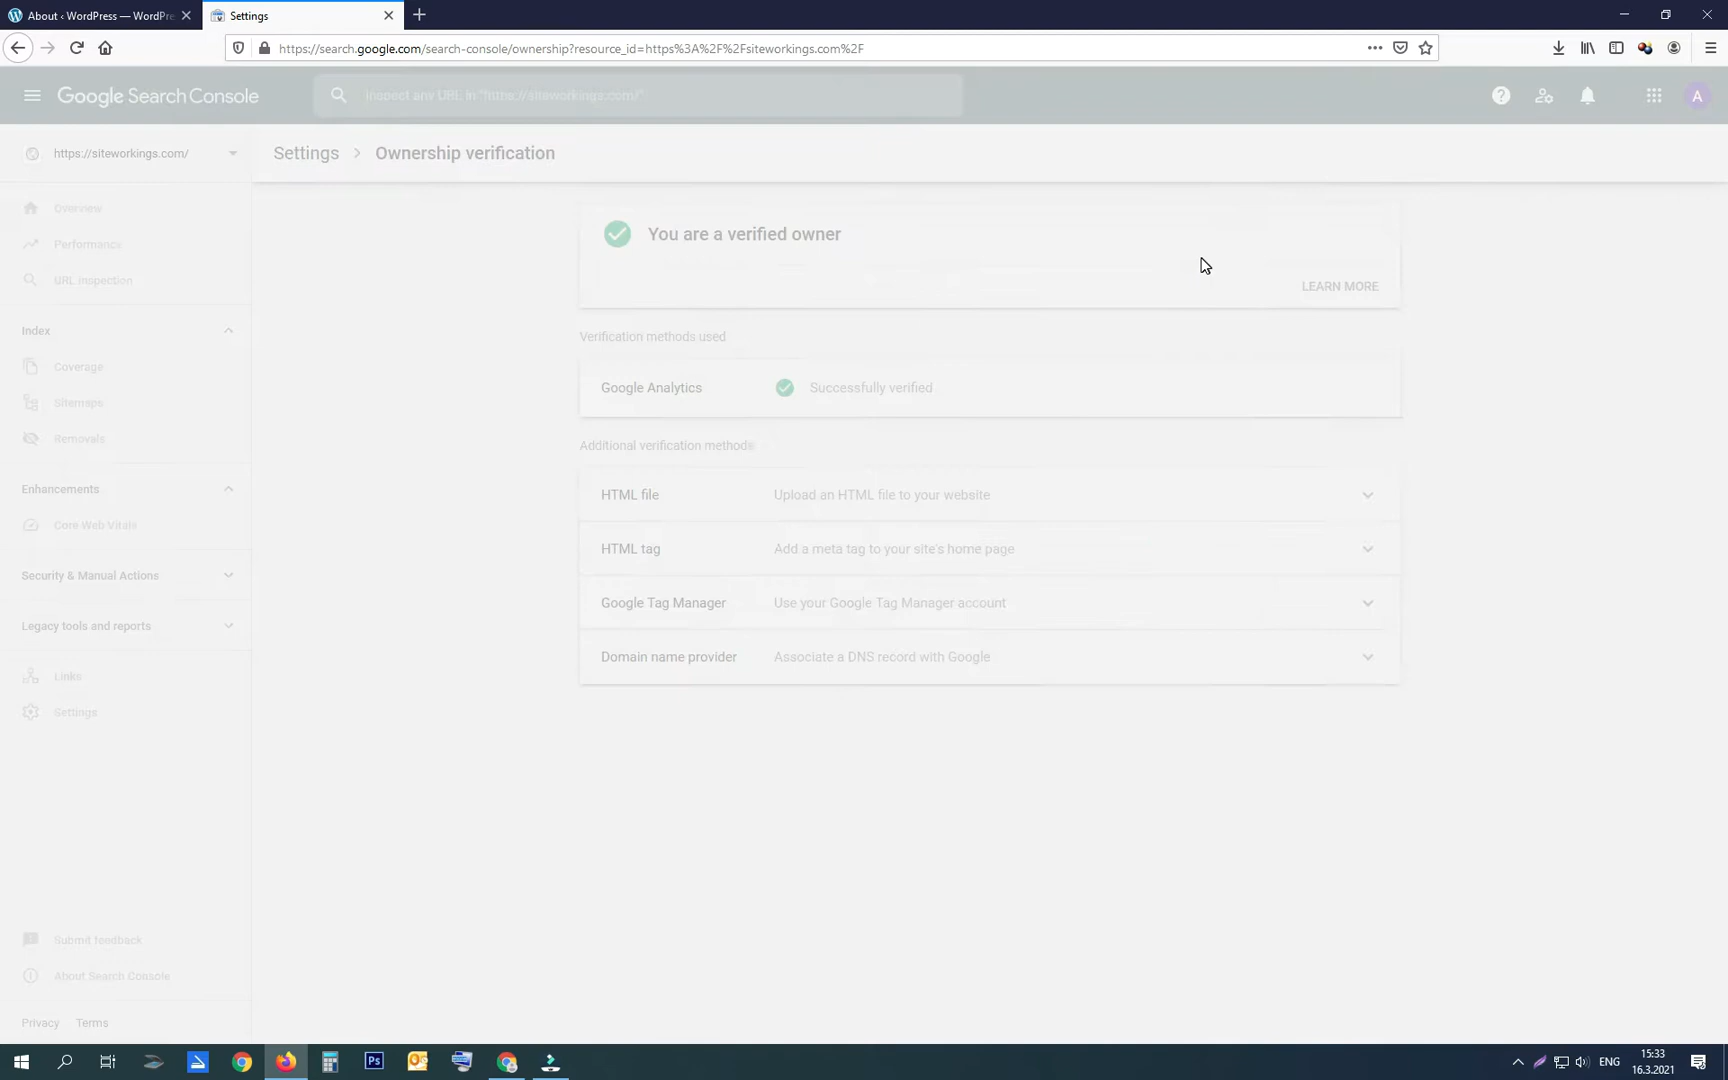 About ‹ WordPress — WordPre
Settings
https://search.google.com/search-console/ownership?resource_id=https%3A%2F%2Fsiteworkings.com%2F
Google Search Console
Inspect any URL in "https://siteworkings.com/"
A
https://siteworkings.com/
Settings > Ownership verification
Overview
Performance
URL inspection
Index
Coverage
Sitemaps
Removals
Enhancements
Core Web Vitals
Security & Manual Actions
Legacy tools and reports
Links
Settings
Submit feedback
About Search Console
Privacy Terms
You are a verified owner
LEARN MORE
Verification methods used
Google Analytics Successfully verified
Additional verification methods
HTML file Upload an HTML file to your website
HTML tag Add a meta tag to your site's home page
Google Tag Manager Use your Google Tag Manager account
Domain name provider Associate a DNS record with Google
Ps
ENG
15:33
16.3.2021